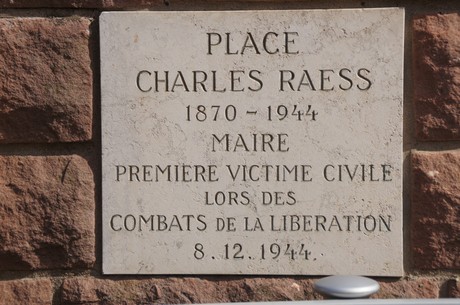 PLACE
CHARLES RAESS
1870-1944
MAIRE
PREMIERE VICTIME CIVILE
LORS DES
COMBATS DE LA LIBERATION
8.12.1944.